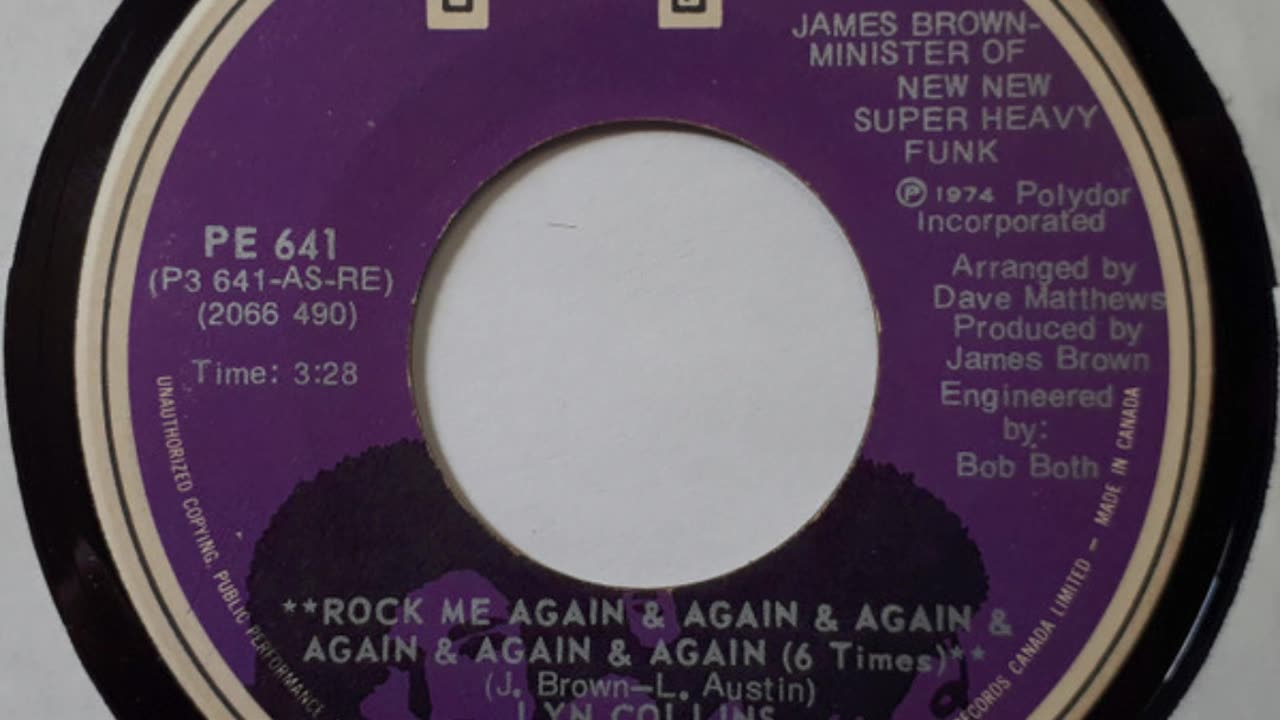 JAMES BROWN-
MINISTER OF
NEW NEW
SUPER HEAVY
FUNK
Ⓟ 1974 Polydor
Incorporated
PE 641
(P3 641-AS-RE)
(2066 490)
Time: 3:28
Arranged by
Dave Matthews
Produced by
James Brown
Engineered
by:
Bob Both
UNAUTHORIZED COPYING, PUBLIC PERFORMANCE
RECORDS CANADA LIMITED – MADE IN CANADA
**ROCK ME AGAIN & AGAIN & AGAIN &
AGAIN & AGAIN & AGAIN (6 Times)**
(J. Brown–L. Austin)
LYN COLLINS